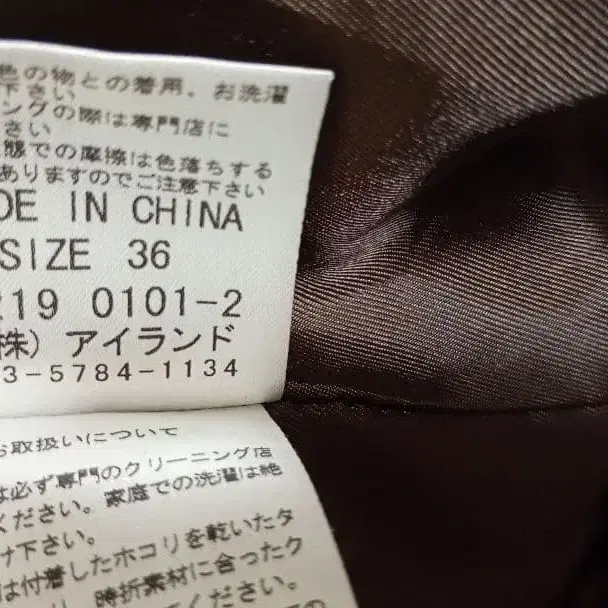 色の物との着用、お洗濯
下さい
ングの際は専門店に
さい
態での摩擦は色落ちする
ありますのでご注意下さい
DE IN CHINA
SIZE 36
219 0101-2
株) アイランド
3-5784-1134
お取扱いについて
は必ず専門のクリーニング店
ください。家庭での洗濯は絶
け下さい。
は付着したホコリを乾いたタ
り、時折素材に合ったク
てください